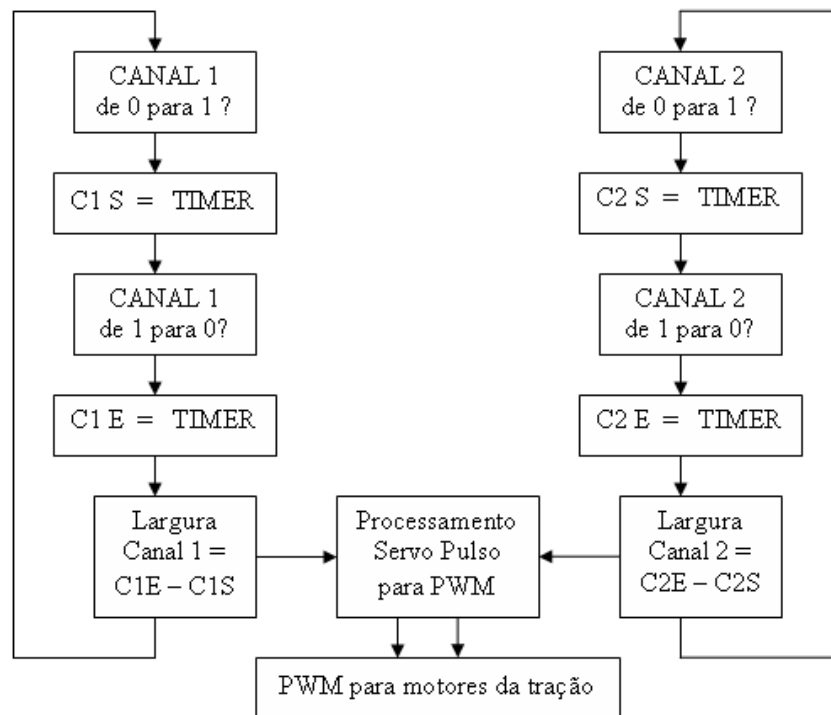 CANAL 1
de 0 para 1 ?
C1 S = TIMER
CANAL 1
de 1 para 0?
C1 E = TIMER
Largura
Canal 1 =
C1E – C1S
Processamento
Servo Pulso
para PWM
PWM para motores da tração
CANAL 2
de 0 para 1 ?
C2 S = TIMER
CANAL 2
de 1 para 0?
C2 E = TIMER
Largura
Canal 2 =
C2E – C2S